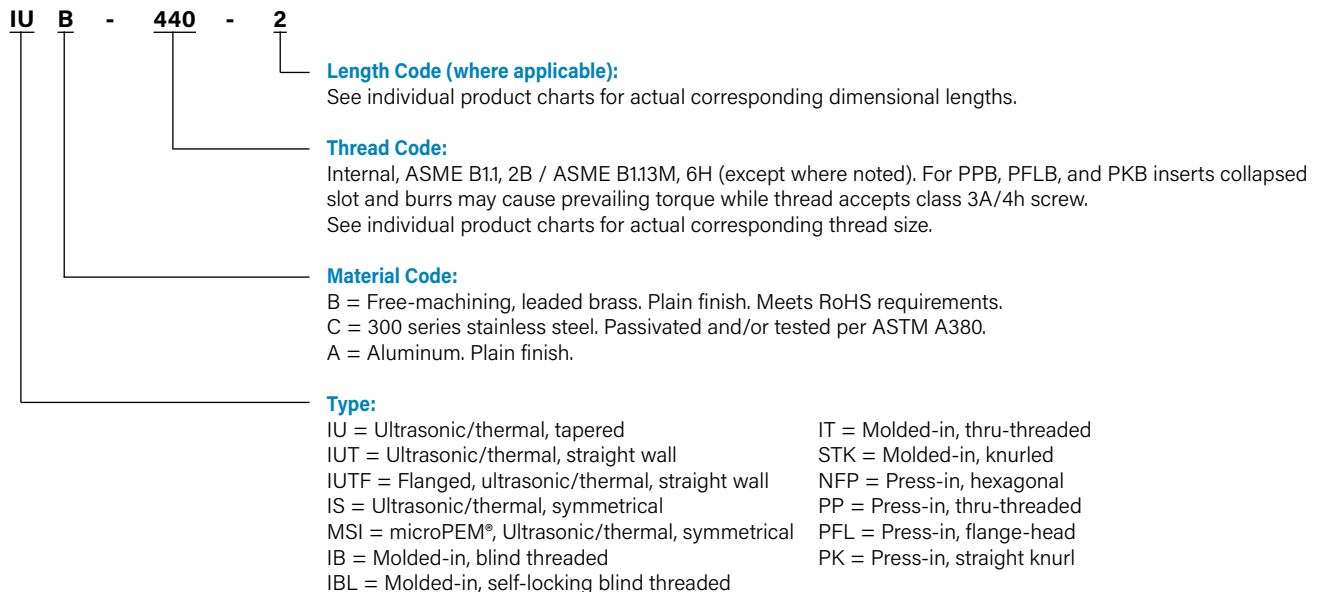 IU B - 440 - 2
Length Code (where applicable):
See individual product charts for actual corresponding dimensional lengths.
Thread Code:
Internal, ASME B1.1, 2B / ASME B1.13M, 6H (except where noted). For PPB, PFLB, and PKB inserts collapsed
slot and burrs may cause prevailing torque while thread accepts class 3A/4h screw.
See individual product charts for actual corresponding thread size.
Material Code:
B = Free-machining, leaded brass. Plain finish. Meets RoHS requirements.
C = 300 series stainless steel. Passivated and/or tested per ASTM A380.
A = Aluminum. Plain finish.
Type:
IU = Ultrasonic/thermal, tapered
IUT = Ultrasonic/thermal, straight wall
IUTF = Flanged, ultrasonic/thermal, straight wall
IS = Ultrasonic/thermal, symmetrical
MSI = microPEM®, Ultrasonic/thermal, symmetrical
IB = Molded-in, blind threaded
IBL = Molded-in, self-locking blind threaded
IT = Molded-in, thru-threaded
STK = Molded-in, knurled
NFP = Press-in, hexagonal
PP = Press-in, thru-threaded
PFL = Press-in, flange-head
PK = Press-in, straight knurl